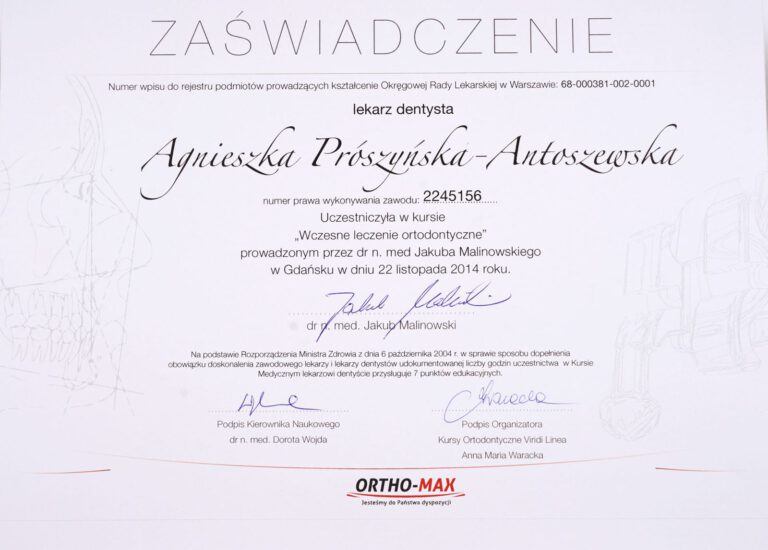 ZAŚWIADCZENIE
Numer wpisu do rejestru podmiotów prowadzących kształcenie Okręgowej Rady Lekarskiej w Warszawie: 68-000381-002-0001
lekarz dentysta
Agnieszka Prószyńska-Antoszewska
numer prawa wykonywania zawodu: 2245156
Uczestniczyła w kursie
„Wczesne leczenie ortodontyczne”
prowadzonym przez dr n. med Jakuba Malinowskiego
w Gdańsku w dniu 22 listopada 2014 roku.
dr n. med. Jakub Malinowski
Na podstawie Rozporządzenia Ministra Zdrowia z dnia 6 października 2004 r. w sprawie sposobu dopełnienia
obowiązku doskonalenia zawodowego lekarzy i lekarzy dentystów udokumentowanej liczby godzin uczestnictwa w Kursie
Medycznym lekarzowi dentyście przysługuje 7 punktów edukacyjnych.
Podpis Kierownika Naukowego
dr n. med. Dorota Wojda
Podpis Organizatora
Kursy Ortodontyczne Viridi Linea
Anna Maria Waracka
ORTHO-MAX
Jesteśmy do Państwa dyspozycji